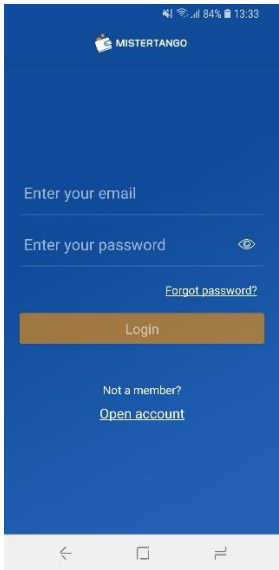 84% 13:33
MISTERTANGO
Enter your email
Enter your password
Forgot password?
Login
Not a member?
Open account